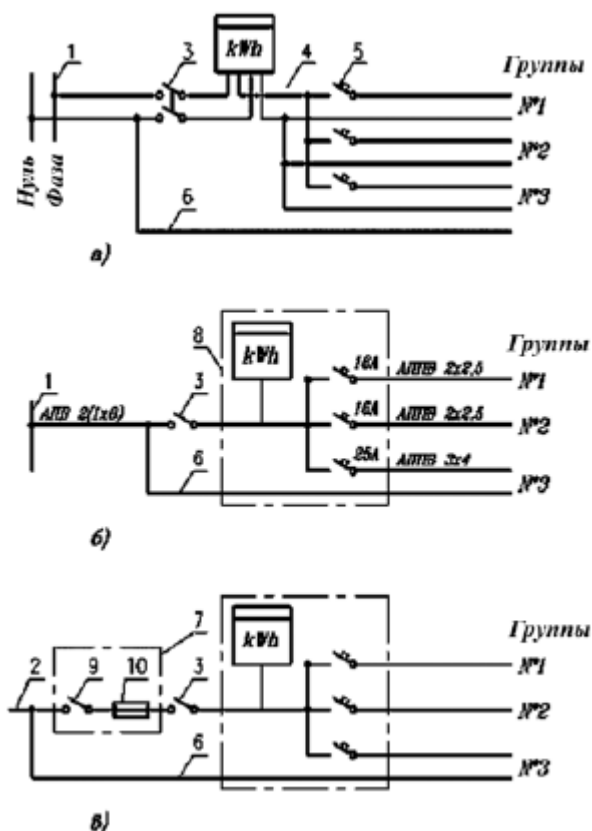 1 3 kWh 4 5 Группы
№1
№2
№3
Нуль
Фаза
6
а)
8 kWh Группы
1 3 16А АППВ 2х2,5
№1
АПВ 2(1х6) 16А АППВ 2х2,5
№2
25А АППВ 3х4
6 №3
б)
7 kWh Группы
2 9 10 3 №1
№2
6 №3
в)